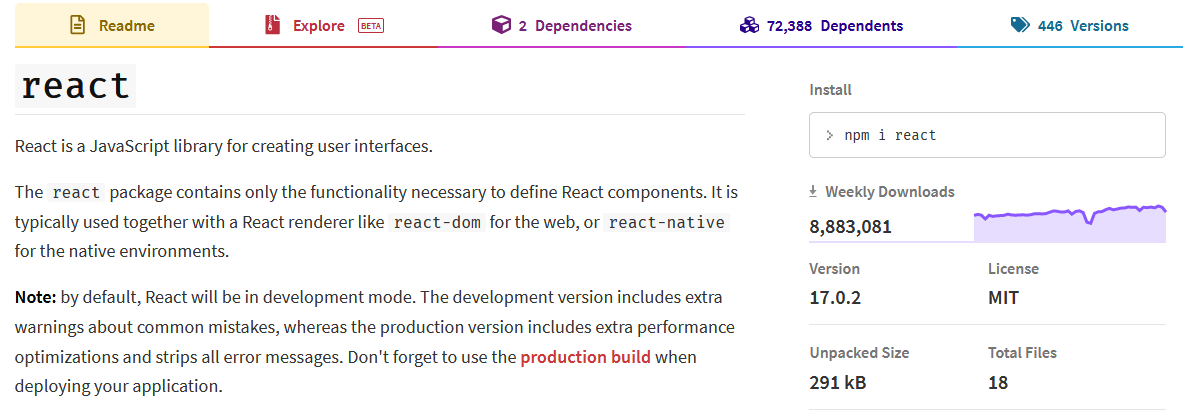 Readme
Explore BETA
2 Dependencies
72,388 Dependents
446 Versions
react
React is a JavaScript library for creating user interfaces.
The react package contains only the functionality necessary to define React components. It is
typically used together with a React renderer like react-dom for the web, or react-native
for the native environments.
Note: by default, React will be in development mode. The development version includes extra
warnings about common mistakes, whereas the production version includes extra performance
optimizations and strips all error messages. Don't forget to use the production build when
deploying your application.
Install
> npm i react
Weekly Downloads
8,883,081
Version
License
17.0.2
MIT
Unpacked Size
Total Files
291 kB
18